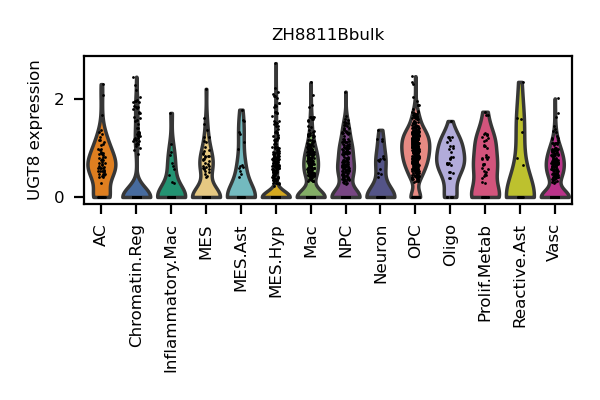 ZH8811Bbulk
UGT8 expression
2
0
AC
Chromatin.Reg
Inflammatory.Mac
MES
MES.Ast
MES.Hyp
Mac
NPC
Neuron
OPC
Oligo
Prolif.Metab
Reactive.Ast
Vasc